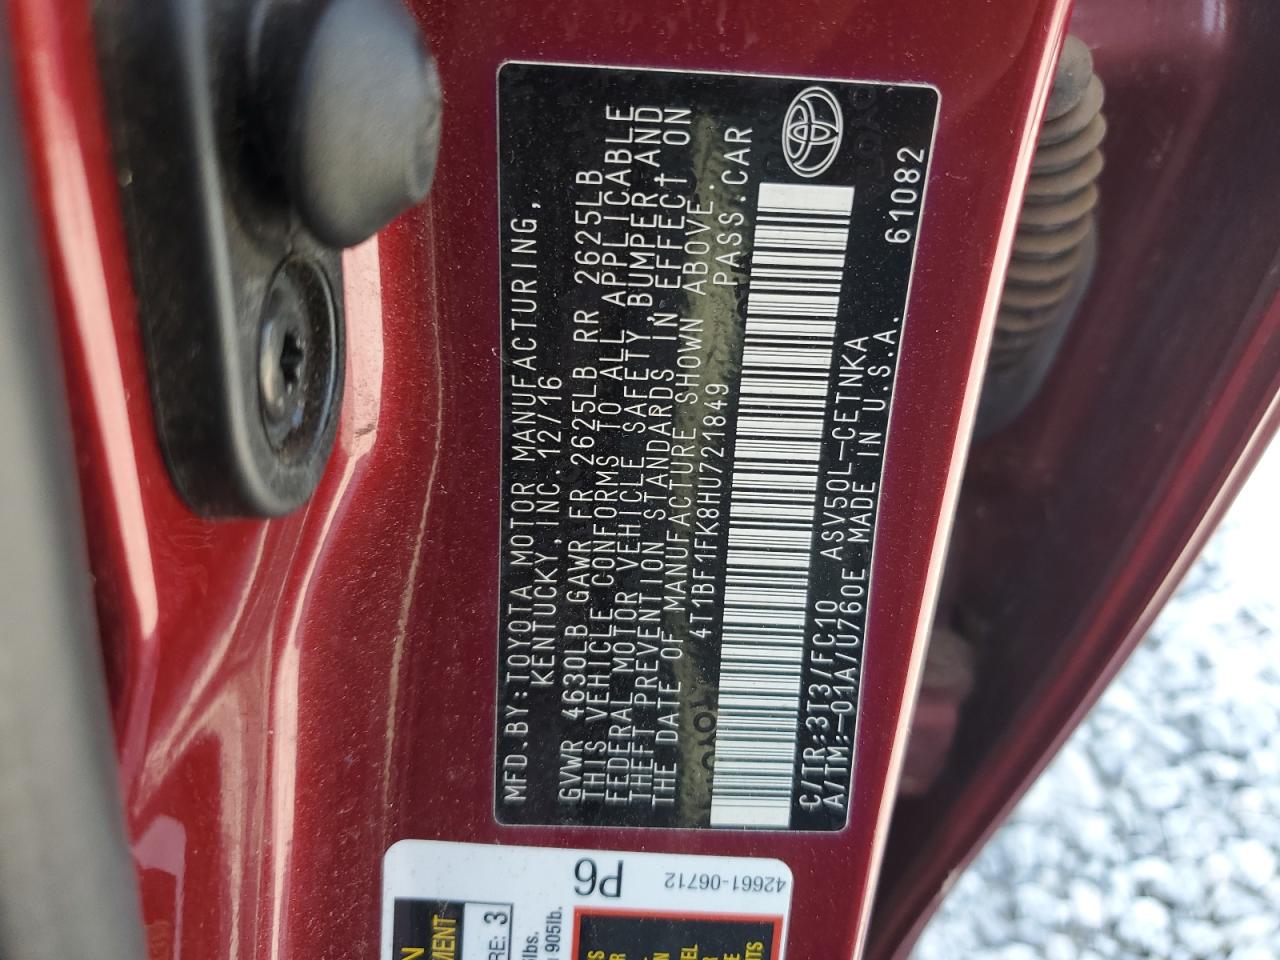 MFD.BY:TOYOTA MOTOR MANUFACTURING,
KENTUCKY,INC. 12/16
GVWR 4630LB GAWR FR 2625LB RR 2625LB
THIS VEHICLE CONFORMS TO ALL APPLICABLE
FEDERAL MOTOR VEHICLE SAFETY,BUMPER,AND
THEFT PREVENTION STANDARDS IN EFFECT ON
THE DATE OF MANUFACTURE SHOWN ABOVE.
4T1BF1FK8HU721849 PASS.CAR
C/TR:3T3/FC10 ASV50L-CETNKA
A/TM:-01A/U760E MADE IN U.S.A.
61082
P6
42661-06712
3
905lb.